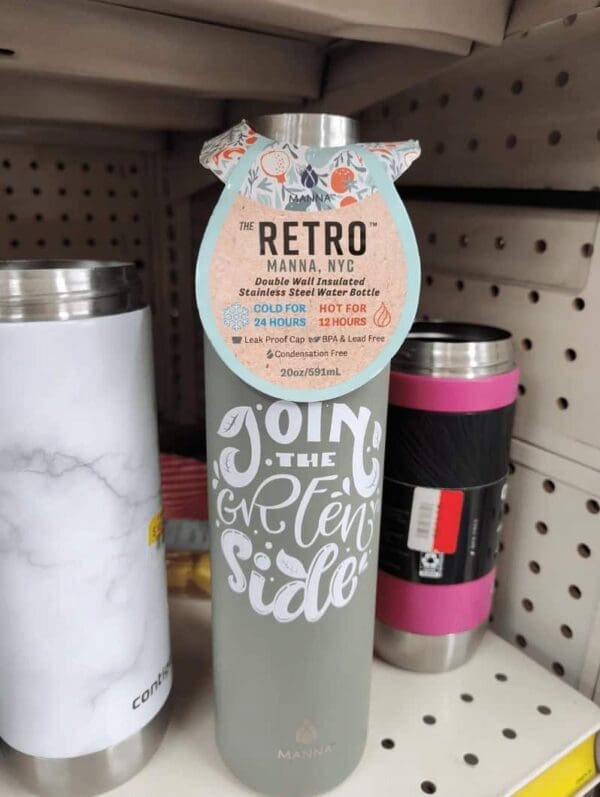 MANNA
THE RETRO™
MANNA, NYC
Double Wall Insulated
Stainless Steel Water Bottle
COLD FOR HOT FOR
24 HOURS 12 HOURS
Leak Proof Cap BPA & Lead Free
Condensation Free
20oz/591mL
JOIN
THE
GREEN
Side
MANNA
conti